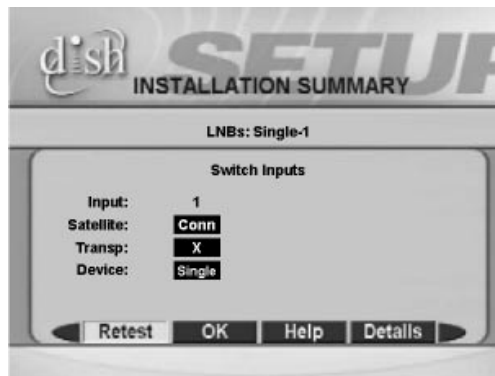 dish
SETUP
INSTALLATION SUMMARY
LNBs: Single-1
Switch Inputs
Input: 1
Satellite: Conn
Transp: X
Device: Single
Retest OK Help Details